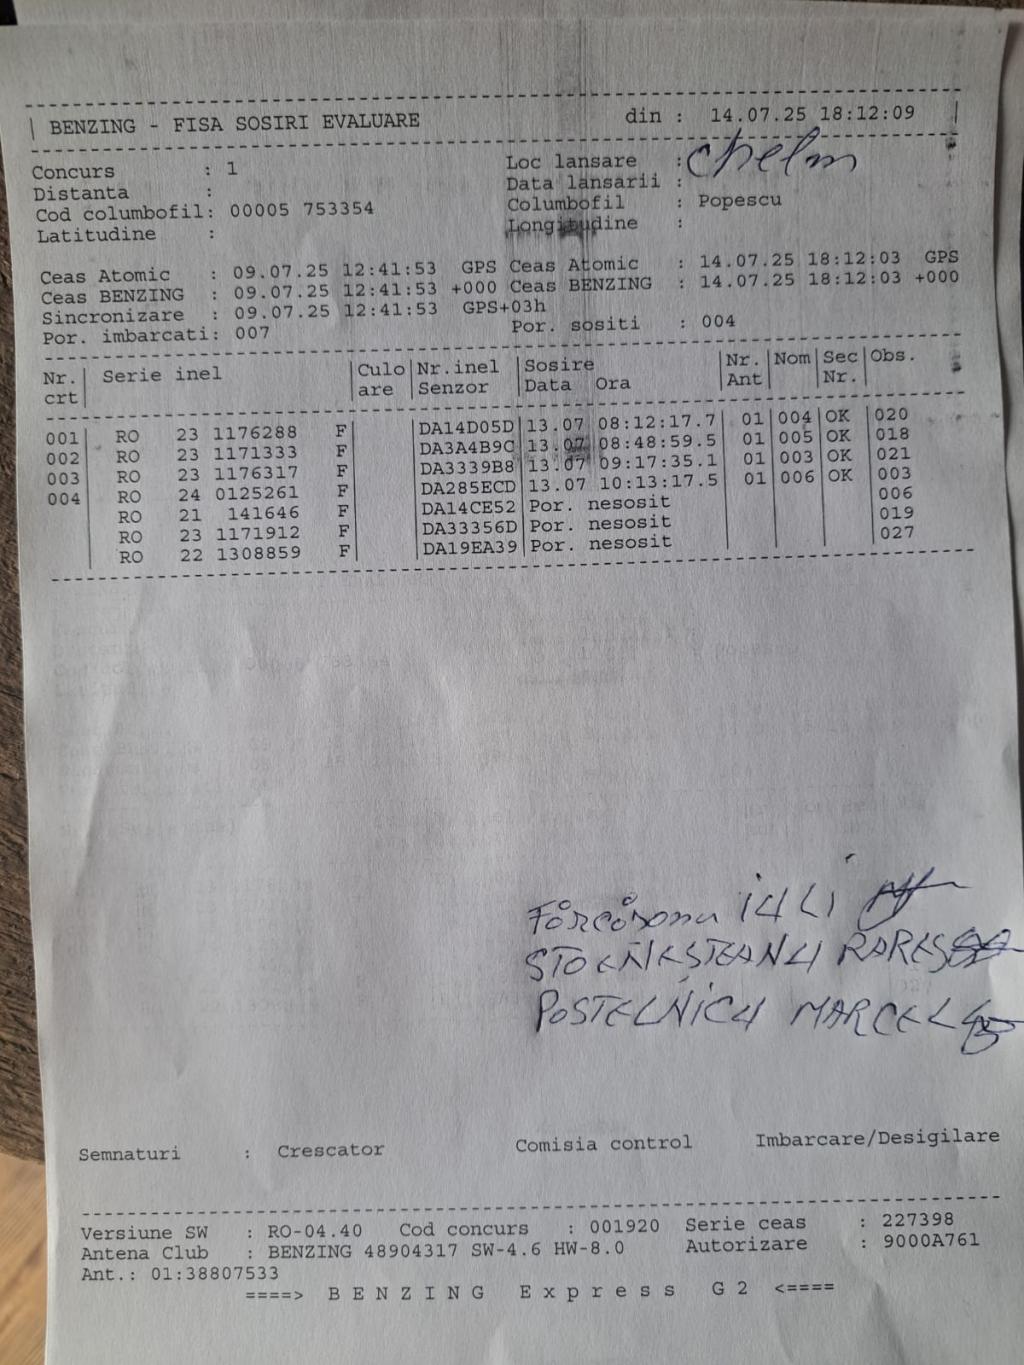 BENZING - FISA SOSIRI EVALUARE din : 14.07.25 18:12:09
Concurs : 1 Loc lansare : Chelm
Distanta : Data lansarii :
Cod columbofil: 00005 753354 Columbofil : Popescu
Latitudine : Longitudine :
Ceas Atomic : 09.07.25 12:41:53 GPS Ceas Atomic : 14.07.25 18:12:03 GPS
Ceas BENZING : 09.07.25 12:41:53 +000 Ceas BENZING : 14.07.25 18:12:03 +000
Sincronizare : 09.07.25 12:41:53 GPS+03h
Por. imbarcati: 007 Por. sositi : 004
Nr. Serie inel Culo Nr.inel Sosire Nr. Nom Sec Obs.
crt are Senzor Data Ora Ant Nr.
001 RO 23 1176288 F DA14D05D 13.07 08:12:17.7 01 004 OK 020
002 RO 23 1171333 F DA3A4B9C 13.07 08:48:59.5 01 005 OK 018
003 RO 23 1176317 F DA3339B8 13.07 09:17:35.1 01 003 OK 021
004 RO 24 0125261 F DA285ECD 13.07 10:13:17.5 01 006 OK 003
RO 21 141646 F DA14CE52 Por. nesosit 006
RO 23 1171912 F DA33356D Por. nesosit 019
RO 22 1308859 F DA19EA39 Por. nesosit 027
STOENESTEANU RARES
POSTELNICU MARCEL
Semnaturi : Crescator Comisia control Imbarcare/Desigilare
Versiune SW : RO-04.40 Cod concurs : 001920 Serie ceas : 227398
Antena Club : BENZING 48904317 SW-4.6 HW-8.0 Autorizare : 9000A761
Ant.: 01:38807533
====> BENZING Express G2 <====